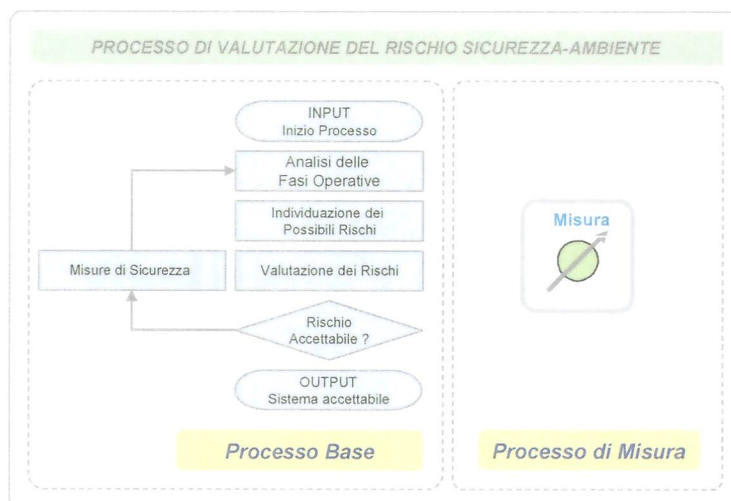 PROCESSO DI VALUTAZIONE DEL RISCHIO SICUREZZA-AMBIENTE
INPUT
Inizio Processo
Analisi delle
Fasi Operative
Individuazione dei
Possibili Rischi
Misure di Sicurezza
Valutazione dei Rischi
Rischio
Accettabile ?
OUTPUT
Sistema accettabile
Processo Base
Misura
Processo di Misura